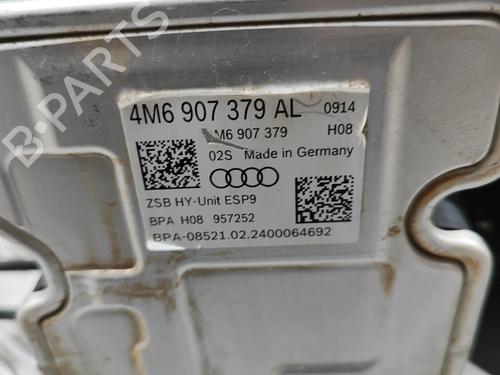 4M6 907 379 AL 0914
4M6 907 379 H08
02S Made in Germany
ZSB HY-Unit ESP9
BPA H08 957252
BPA-08521.02.2400064692
B-PARTS